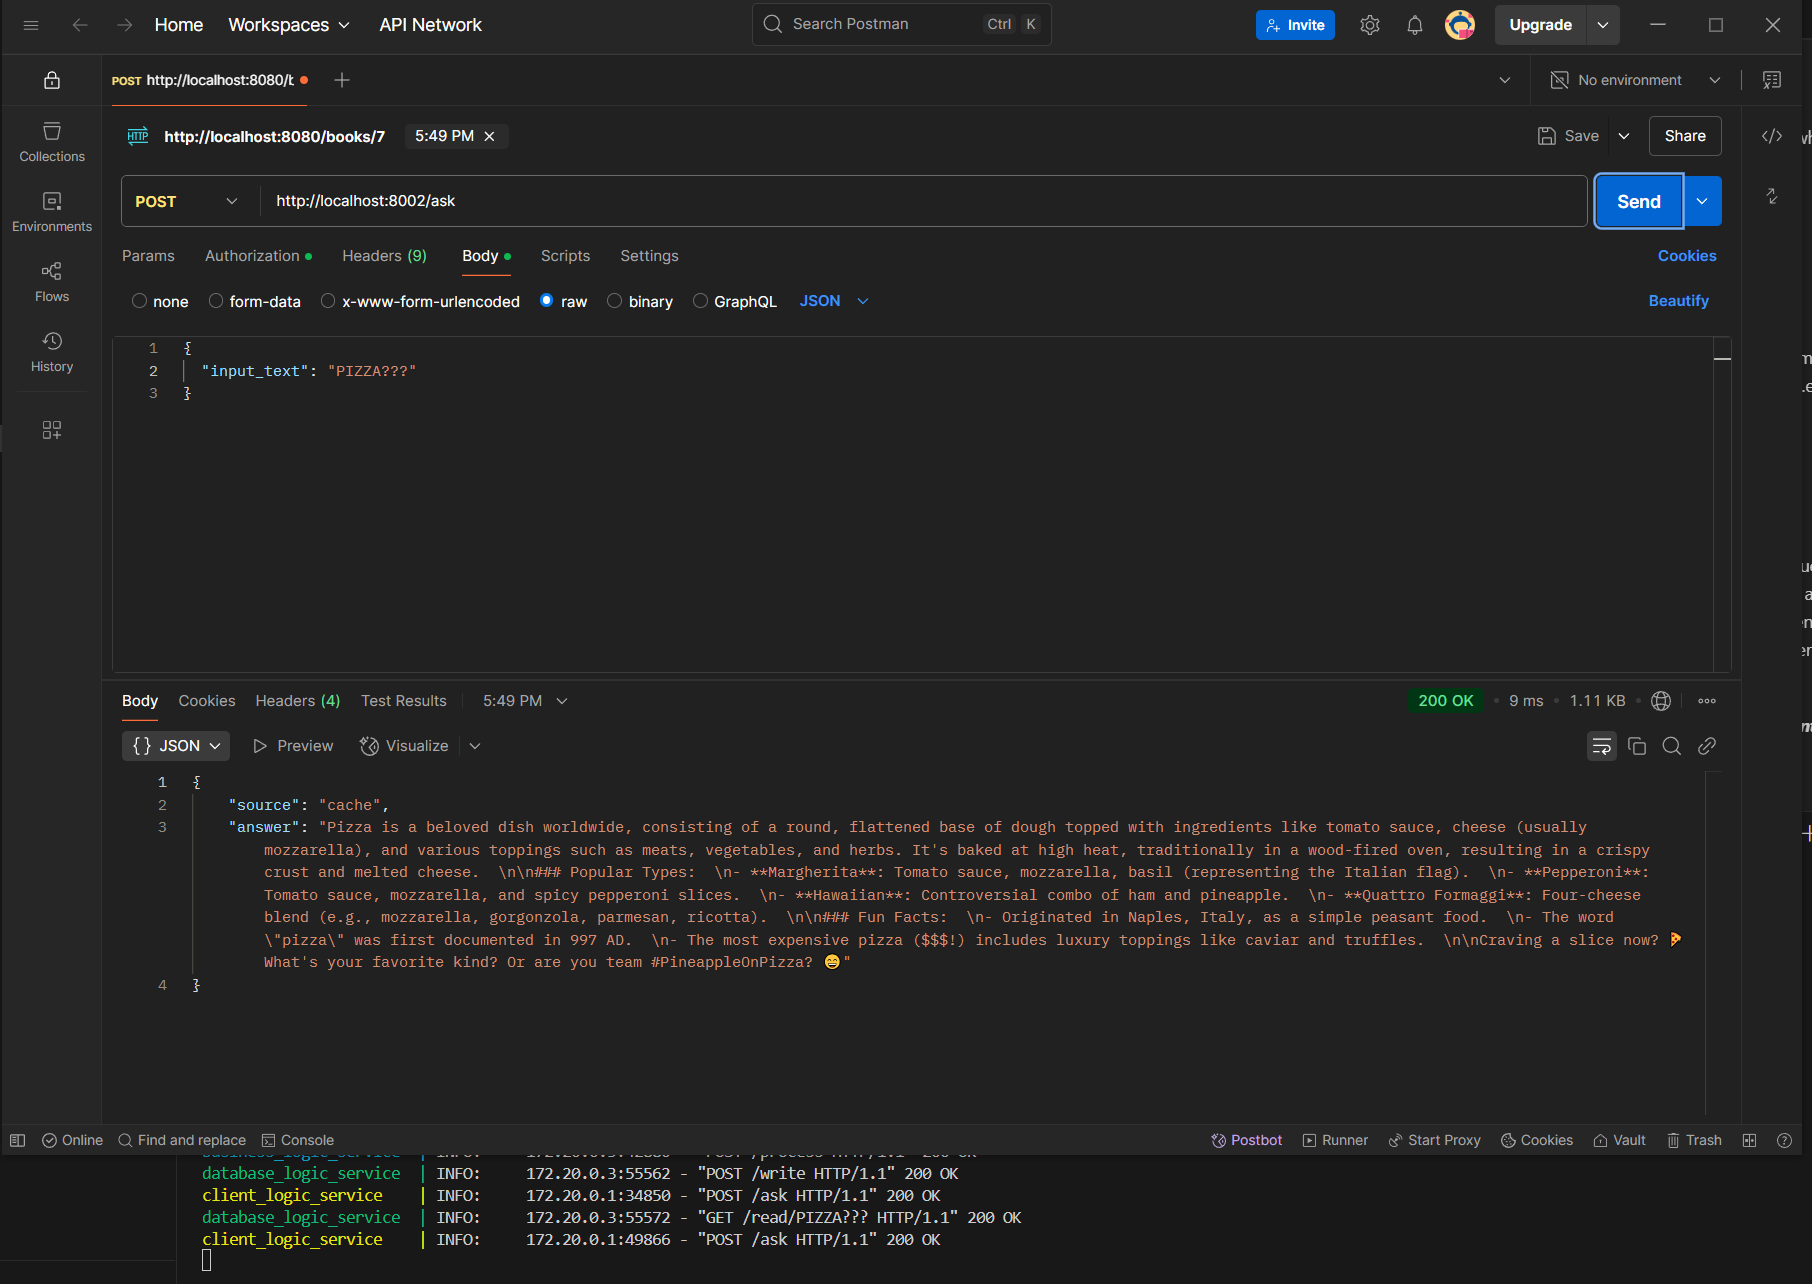 Home Workspaces API Network Search Postman Ctrl K Invite Upgrade
POST http://localhost:8080/b No environment
HTTP http://localhost:8080/books/7 5:49 PM Save Share
Collections
POST http://localhost:8002/ask Send
Environments
Params Authorization Headers (9) Body Scripts Settings Cookies
Flows
none form-data x-www-form-urlencoded raw binary GraphQL JSON Beautify
History
1 {
2 "input_text": "PIZZA???"
3 }
Body Cookies Headers (4) Test Results 5:49 PM 200 OK 9 ms 1.11 KB
{} JSON Preview Visualize
1 {
2 "source": "cache",
3 "answer": "Pizza is a beloved dish worldwide, consisting of a round, flattened base of dough topped with ingredients like tomato sauce, cheese (usually
mozzarella), and various toppings such as meats, vegetables, and herbs. It's baked at high heat, traditionally in a wood-fired oven, resulting in a crispy
crust and melted cheese.  \n\n### Popular Types:  \n- **Margherita**: Tomato sauce, mozzarella, basil (representing the Italian flag).  \n- **Pepperoni**:
Tomato sauce, mozzarella, and spicy pepperoni slices.  \n- **Hawaiian**: Controversial combo of ham and pineapple.  \n- **Quattro Formaggi**: Four-cheese
blend (e.g., mozzarella, gorgonzola, parmesan, ricotta).  \n\n### Fun Facts:  \n- Originated in Naples, Italy, as a simple peasant food.  \n- The word
\"pizza\" was first documented in 997 AD.  \n- The most expensive pizza ($$$!) includes luxury toppings like caviar and truffles.  \n\nCraving a slice now? 🍕
What's your favorite kind? Or are you team #PineappleOnPizza? 😄"
4 }
Online Find and replace Console Postbot Runner Start Proxy Cookies Vault Trash
database_logic_service | INFO: 172.20.0.3:55562 - "POST /write HTTP/1.1" 200 OK
client_logic_service | INFO: 172.20.0.1:34850 - "POST /ask HTTP/1.1" 200 OK
database_logic_service | INFO: 172.20.0.3:55572 - "GET /read/PIZZA??? HTTP/1.1" 200 OK
client_logic_service | INFO: 172.20.0.1:49866 - "POST /ask HTTP/1.1" 200 OK